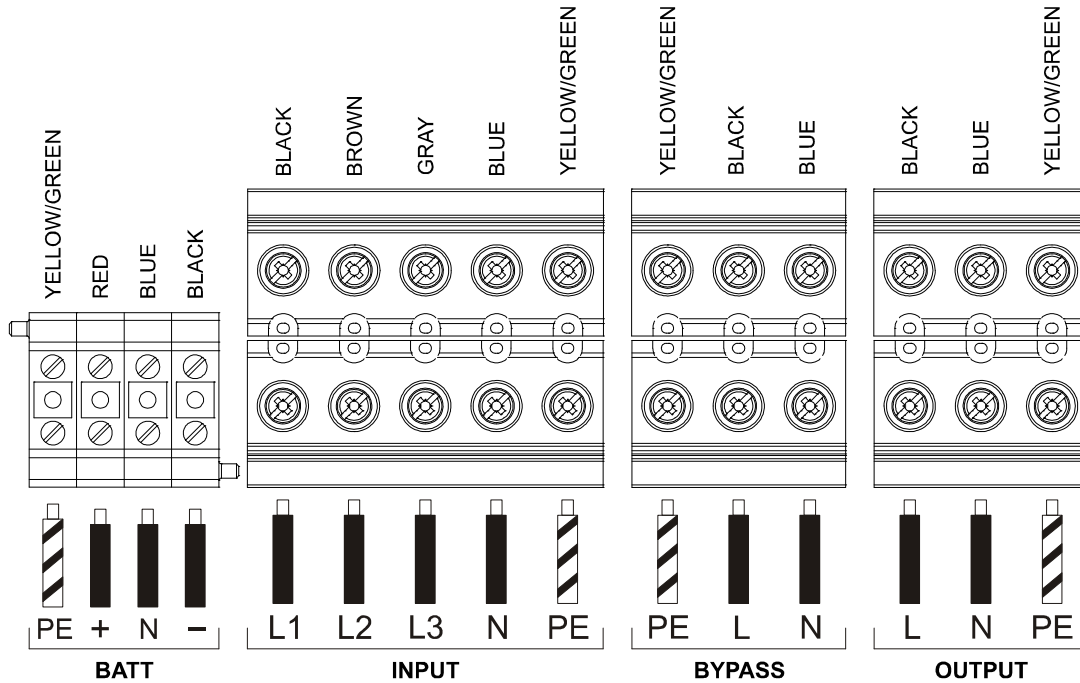 YELLOW/GREEN
RED
BLUE
BLACK
BLACK
BROWN
GRAY
BLUE
YELLOW/GREEN
YELLOW/GREEN
BLACK
BLUE
BLACK
BLUE
YELLOW/GREEN
PE + N −
BATT
L1 L2 L3 N PE
INPUT
PE L N
BYPASS
L N PE
OUTPUT